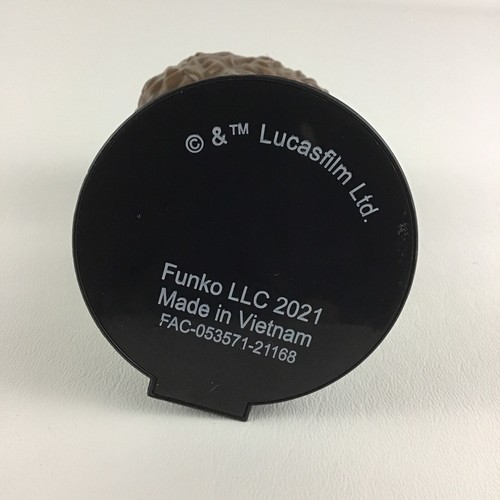 © &™ Lucasfilm Ltd.
Funko LLC 2021
Made in Vietnam
FAC-053571-21168